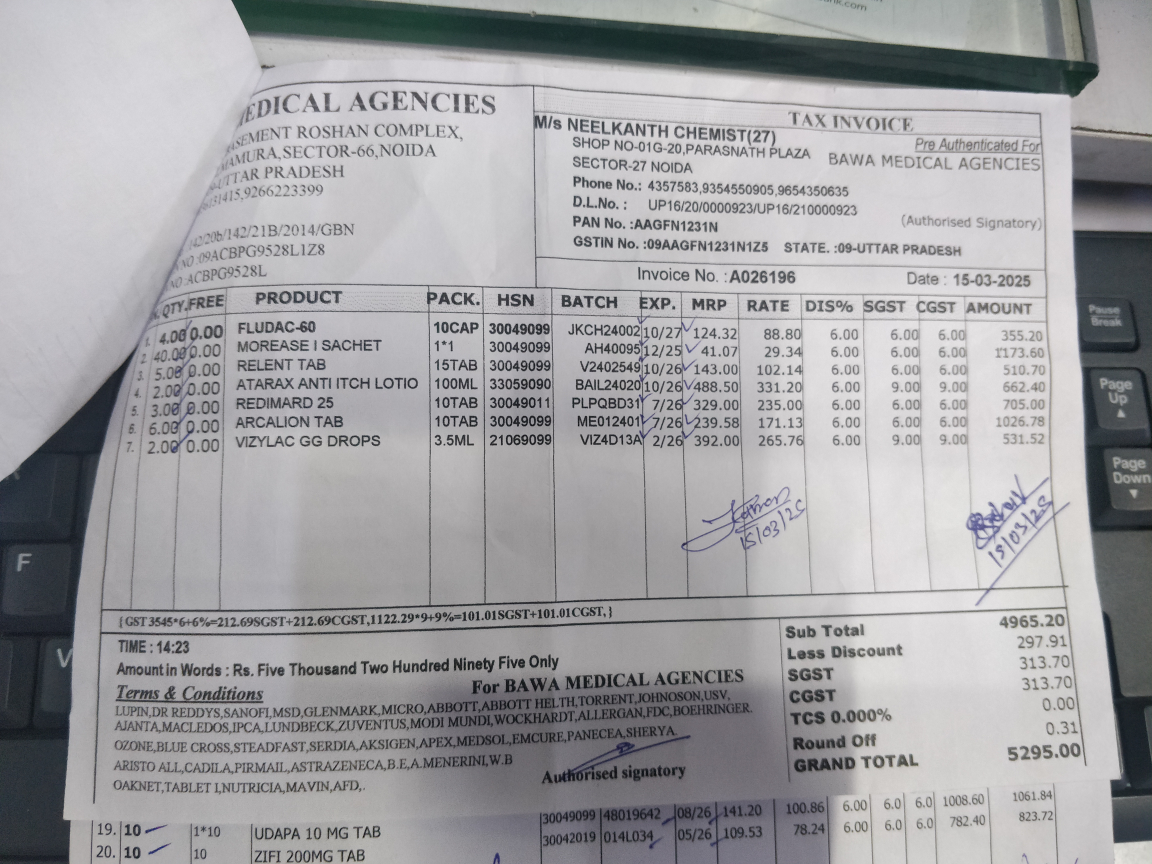 nk.com
EDICAL AGENCIES
SEMENT ROSHAN COMPLEX,
MAMURA,SECTOR-66,NOIDA
UTTAR PRADESH
31415,9266223399
142/20b/142/21B/2014/GBN
NO :09ACBPG9528L1Z8
NO :ACBPG9528L
TAX INVOICE
M/s NEELKANTH CHEMIST(27)
SHOP NO-01G-20,PARASNATH PLAZA
SECTOR-27 NOIDA
Phone No.: 4357583,9354550905,9654350635
D.L.No. : UP16/20/0000923/UP16/210000923
PAN No. :AAGFN1231N
GSTIN No. :09AAGFN1231N1Z5 STATE. :09-UTTAR PRADESH
Pre Authenticated For
BAWA MEDICAL AGENCIES
(Authorised Signatory)
Invoice No. : A026196 Date : 15-03-2025
QTY. FREE PRODUCT PACK. HSN BATCH EXP. MRP RATE DIS% SGST CGST AMOUNT
1. 4.00 0.00 FLUDAC-60 10CAP 30049099 JKCH24002 10/27 124.32 88.80 6.00 6.00 6.00 355.20
2. 40.00 0.00 MOREASE I SACHET 1*1 30049099 AH40095 12/25 41.07 29.34 6.00 6.00 6.00 1173.60
3. 5.00 0.00 RELENT TAB 15TAB 30049099 V2402549 10/26 143.00 102.14 6.00 6.00 6.00 510.70
4. 2.00 0.00 ATARAX ANTI ITCH LOTIO 100ML 33059090 BAIL24020 10/26 488.50 331.20 6.00 9.00 9.00 662.40
5. 3.00 0.00 REDIMARD 25 10TAB 30049011 PLPQBD31 7/26 329.00 235.00 6.00 6.00 6.00 705.00
6. 6.00 0.00 ARCALION TAB 10TAB 30049099 ME012401 7/26 239.58 171.13 6.00 6.00 6.00 1026.78
7. 2.00 0.00 VIZYLAC GG DROPS 3.5ML 21069099 VIZ4D13A 2/26 392.00 265.76 6.00 9.00 9.00 531.52
15/03/25
15/03/25
{ GST 3545*6+6%=212.69SGST+212.69CGST,1122.29*9+9%=101.01SGST+101.01CGST, }
TIME : 14:23
Amount in Words : Rs. Five Thousand Two Hundred Ninety Five Only
Terms & Conditions
For BAWA MEDICAL AGENCIES
LUPIN,DR REDDYS,SANOFI,MSD,GLENMARK,MICRO,ABBOTT,ABBOTT HELTH,TORRENT,JOHNOSON,USV,
AJANTA,MACLEDOS,IPCA,LUNDBECK,ZUVENTUS,MODI MUNDI,WOCKHARDT,ALLERGAN,FDC,BOEHRINGER.
OZONE,BLUE CROSS,STEADFAST,SERDIA,AKSIGEN,APEX,MEDSOL,EMCURE,PANECEA,SHERYA.
ARISTO ALL,CADILA,PIRMAIL,ASTRAZENECA,B.E,A.MENERINI,W.B
OAKNET,TABLET I,NUTRICIA,MAVIN,AFD,.
Authorised signatory
Sub Total 4965.20
Less Discount 297.91
SGST 313.70
CGST 313.70
TCS 0.000% 0.00
Round Off 0.31
GRAND TOTAL 5295.00
19. 10 1*10 UDAPA 10 MG TAB 30049099 48019642 08/26 141.20 100.86 6.00 6.0 6.0 1008.60 1061.84
20. 10 10 ZIFI 200MG TAB 30042019 014L034 05/26 109.53 78.24 6.00 6.0 6.0 782.40 823.72
Pause
Break
Page
Up
Page
Down
F
V